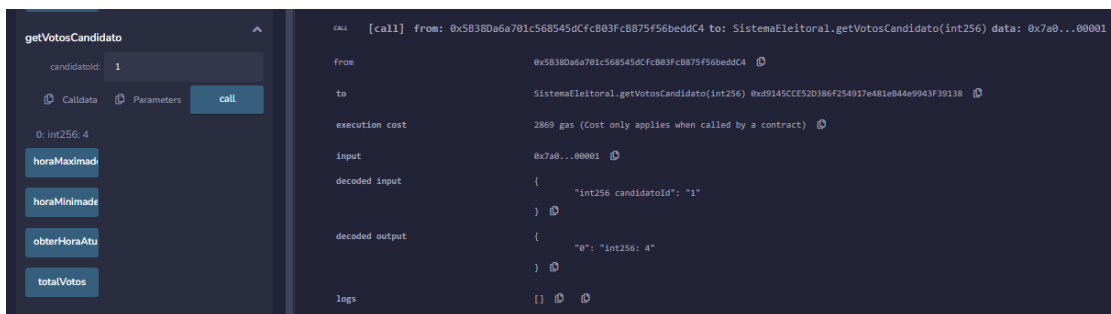 getVotosCandidato
candidatoId: 1
Calldata Parameters call
0: int256: 4
horaMaximade
horaMinimade
obterHoraAtu
totalVotos
CALL [call] from: 0x5B38Da6a701c568545dCfcB03FcB875f56beddC4 to: SistemaEleitoral.getVotosCandidato(int256) data: 0x7a0...00001
from 0x5B38Da6a701c568545dCfcB03FcB875f56beddC4
to SistemaEleitoral.getVotosCandidato(int256) 0xd9145CCE52D386f254917e481eB44e9943F39138
execution cost 2869 gas (Cost only applies when called by a contract)
input 0x7a0...00001
decoded input {
"int256 candidatoId": "1"
}
decoded output {
"0": "int256: 4"
}
logs []